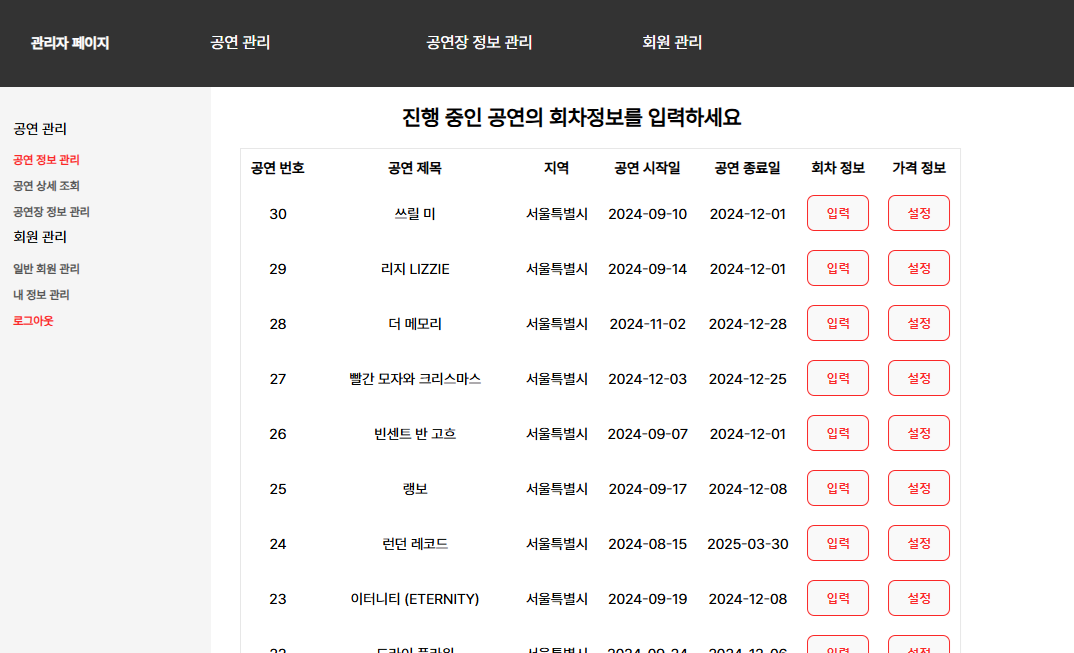 관리자 페이지 공연 관리 공연장 정보 관리 회원 관리
공연 관리
공연 정보 관리
공연 상세 조회
공연장 정보 관리
회원 관리
일반 회원 관리
내 정보 관리
로그아웃
진행 중인 공연의 회차정보를 입력하세요
공연 번호 공연 제목 지역 공연 시작일 공연 종료일 회차 정보 가격 정보
30 쓰릴 미 서울특별시 2024-09-10 2024-12-01 입력 설정
29 리지 LIZZIE 서울특별시 2024-09-14 2024-12-01 입력 설정
28 더 메모리 서울특별시 2024-11-02 2024-12-28 입력 설정
27 빨간 모자와 크리스마스 서울특별시 2024-12-03 2024-12-25 입력 설정
26 빈센트 반 고흐 서울특별시 2024-09-07 2024-12-01 입력 설정
25 랭보 서울특별시 2024-09-17 2024-12-08 입력 설정
24 런던 레코드 서울특별시 2024-08-15 2025-03-30 입력 설정
23 이터니티 (ETERNITY) 서울특별시 2024-09-19 2024-12-08 입력 설정
서울특별시 입력 설정